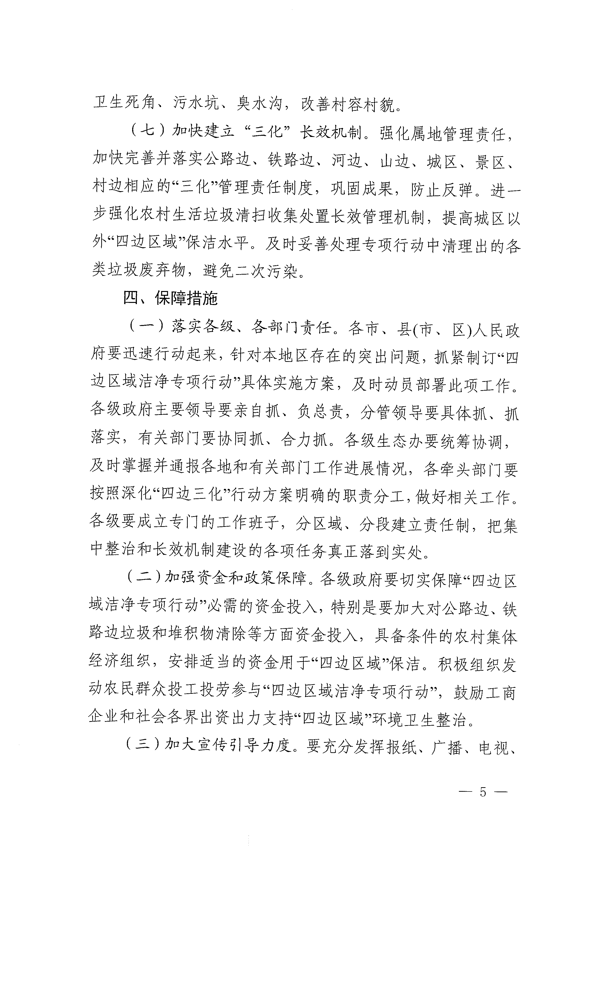 卫生死角、污水坑、臭水沟，改善村容村貌。
（七）加快建立“三化”长效机制。强化属地管理责任，
加快完善并落实公路边、铁路边、河边、山边、城区、景区、
村边相应的“三化”管理责任制度，巩固成果，防止反弹。进一
步强化农村生活垃圾清扫收集处置长效管理机制，提高城区以
外“四边区域”保洁水平。及时妥善处理专项行动中清理出的各
类垃圾废弃物，避免二次污染。
四、保障措施
（一）落实各级、各部门责任。各市、县(市、区)人民政
府要迅速行动起来，针对本地区存在的突出问题，抓紧制订“四
边区域洁净专项行动”具体实施方案，及时动员部署此项工作。
各级政府主要领导要亲自抓、负总责，分管领导要具体抓、抓
落实，有关部门要协同抓、合力抓。各级生态办要统筹协调，
及时掌握并通报各地和有关部门工作进展情况，各牵头部门要
按照深化“四边三化”行动方案明确的职责分工，做好相关工作。
各级要成立专门的工作班子，分区域、分段建立责任制，把集
中整治和长效机制建设的各项任务真正落到实处。
（二）加强资金和政策保障。各级政府要切实保障“四边区
域洁净专项行动”必需的资金投入，特别是要加大对公路边、铁
路边垃圾和堆积物清除等方面资金投入，具备条件的农村集体
经济组织，安排适当的资金用于“四边区域”保洁。积极组织发
动农民群众投工投劳参与“四边区域洁净专项行动”，鼓励工商
企业和社会各界出资出力支持“四边区域”环境卫生整治。
（三）加大宣传引导力度。要充分发挥报纸、广播、电视、
— 5 —